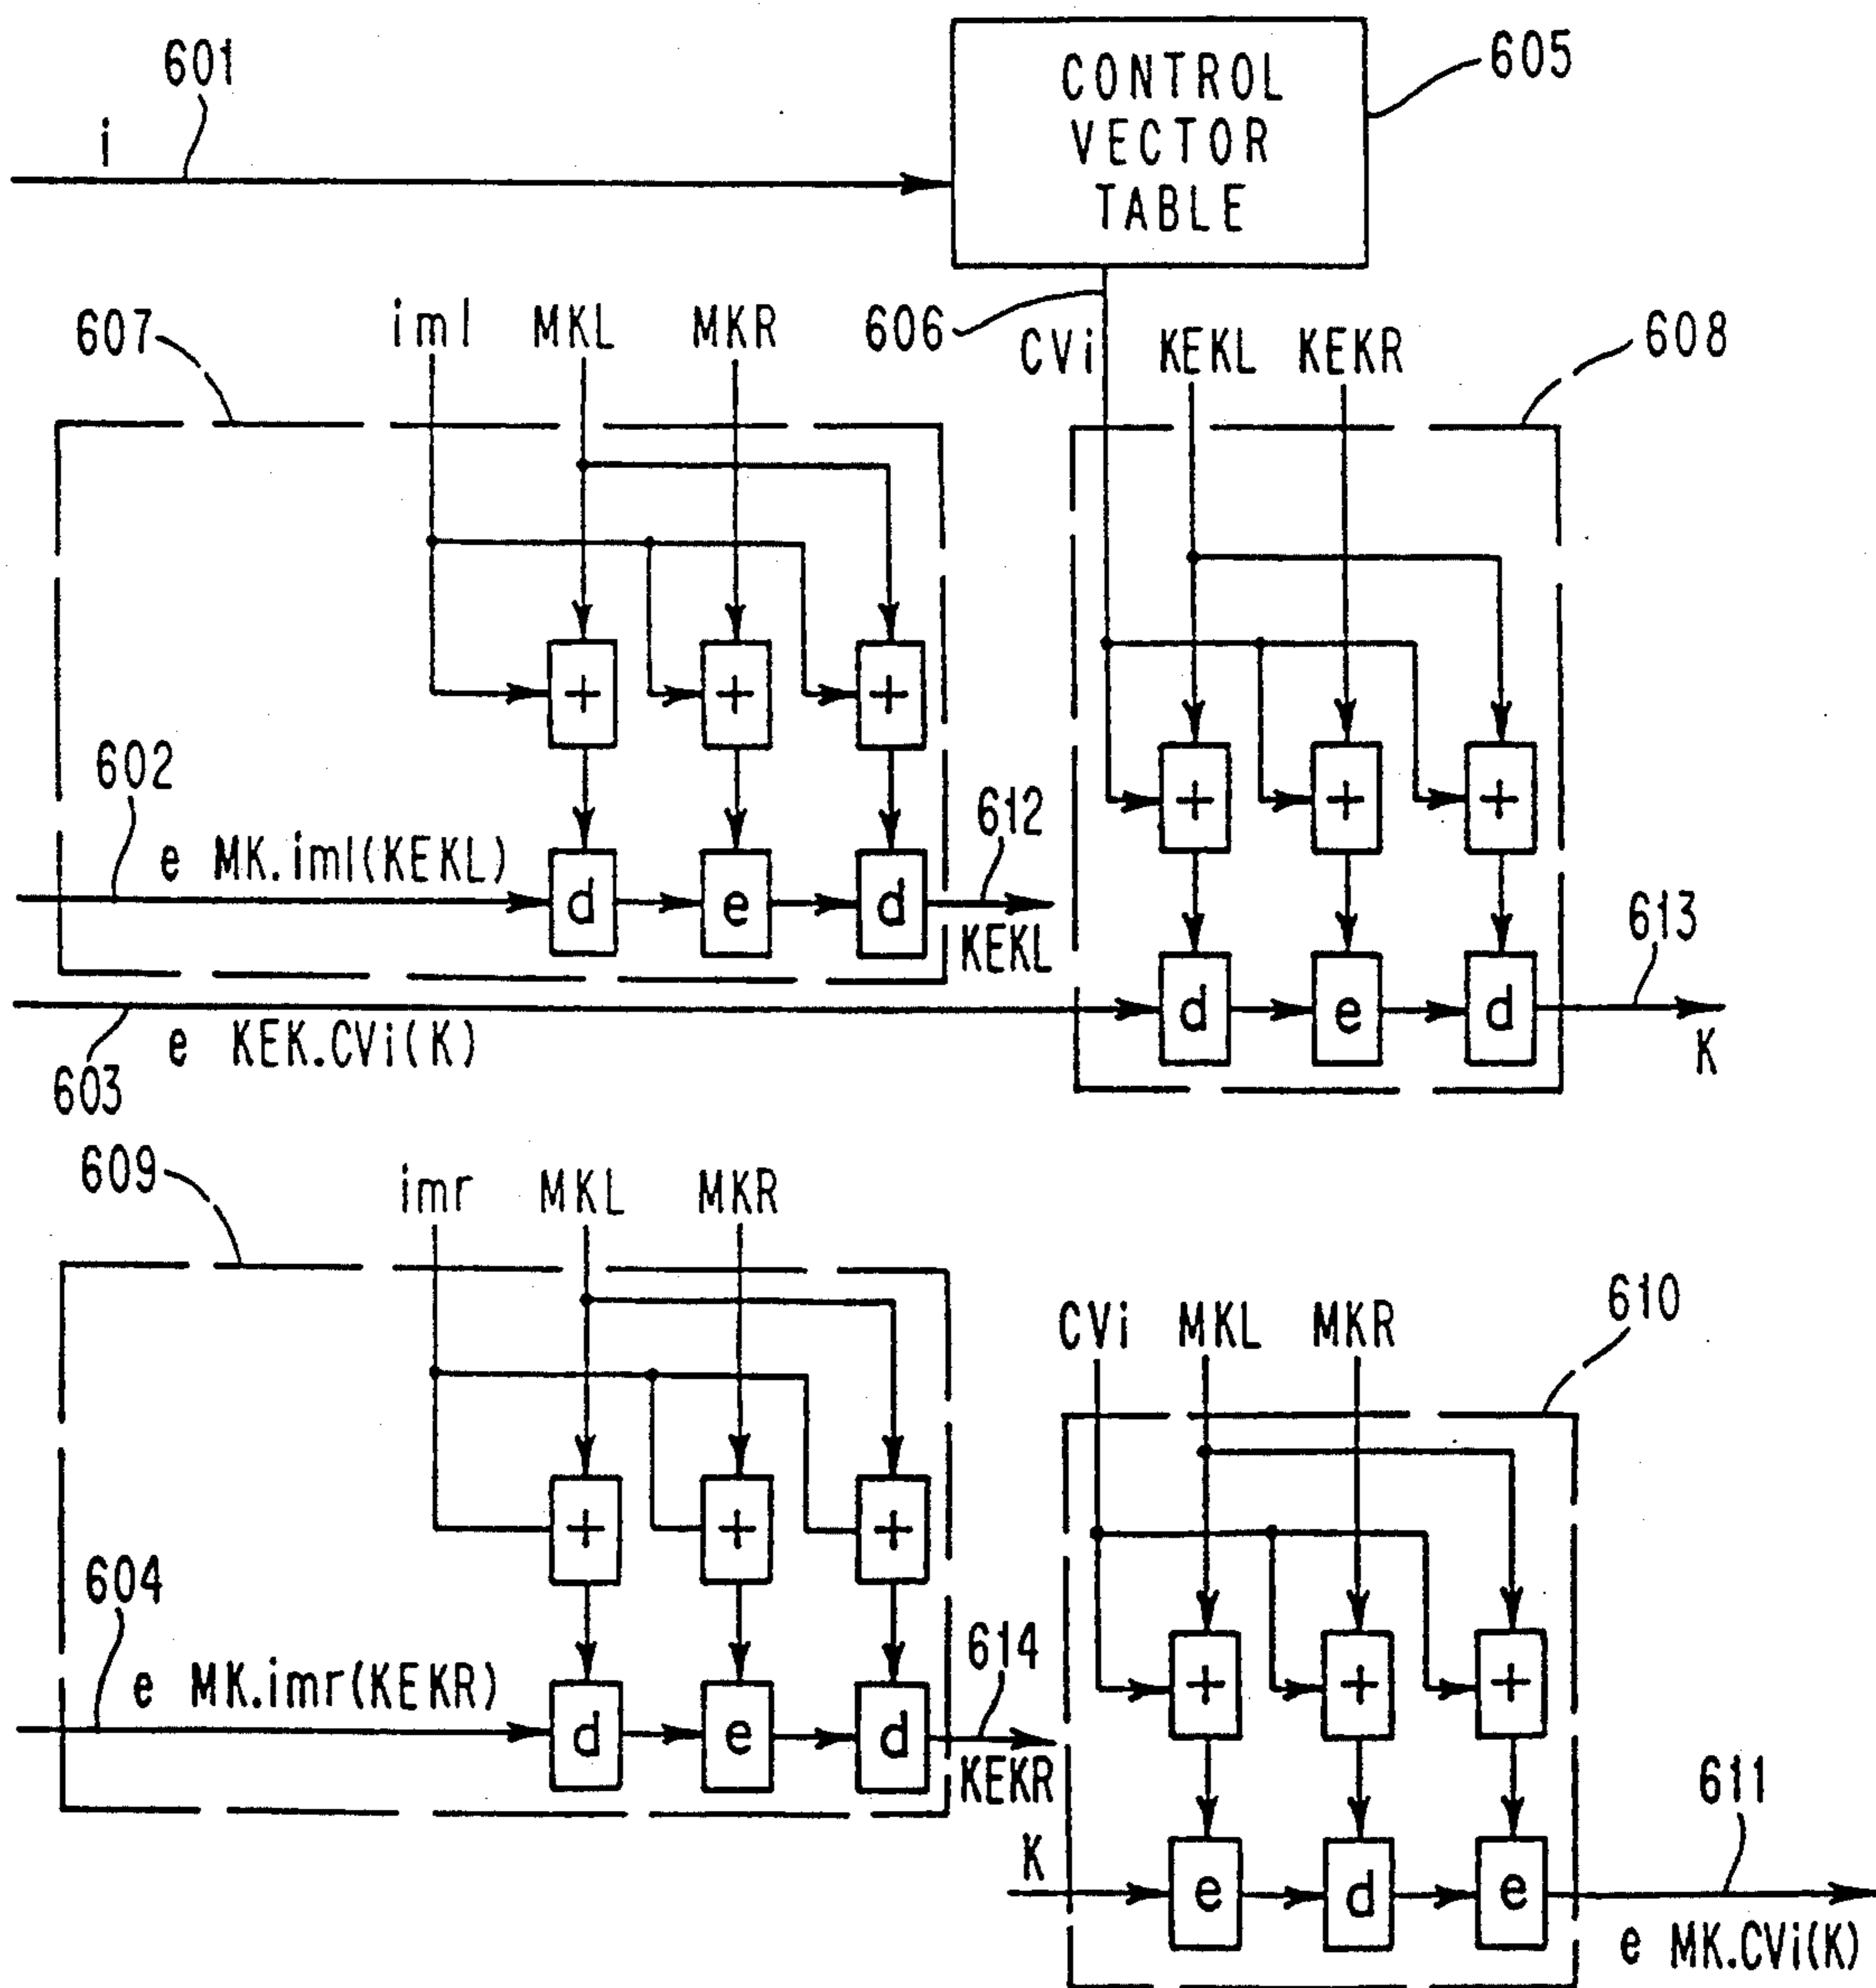 601
i
CONTROL
VECTOR
TABLE
605
607
iml MKL MKR
606
CVi KEKL KEKR
608
+ + +
602
e MK.iml(KEKL)
d e d
612
KEKL
+ + +
603
e KEK.CVi(K)
d e d
613
K
609
imr MKL MKR
CVi MKL MKR
610
+ + +
604
e MK.imr(KEKR)
d e d
614
KEKR
+ + +
K
e d e
611
e MK.CVi(K)